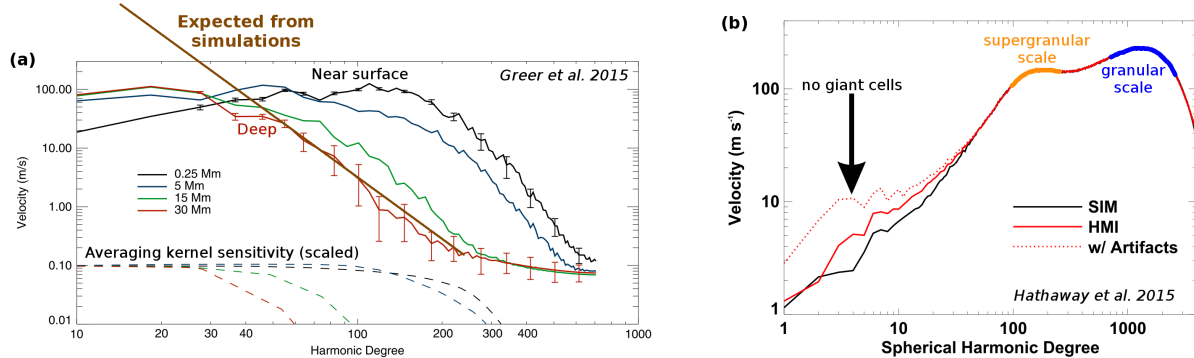 (a)
Expected from
simulations
Near surface
Greer et al. 2015
Deep
0.25 Mm
5 Mm
15 Mm
30 Mm
Averaging kernel sensitivity (scaled)
Velocity (m/s)
100.00
10.00
1.00
0.10
0.01
10
20
30
40
100
200
300
400
1000
Harmonic Degree
(b)
supergranular
scale
granular
scale
no giant cells
SIM
HMI
w/ Artifacts
Hathaway et al. 2015
Velocity (m s⁻¹)
100
10
1
1
10
100
1000
Spherical Harmonic Degree